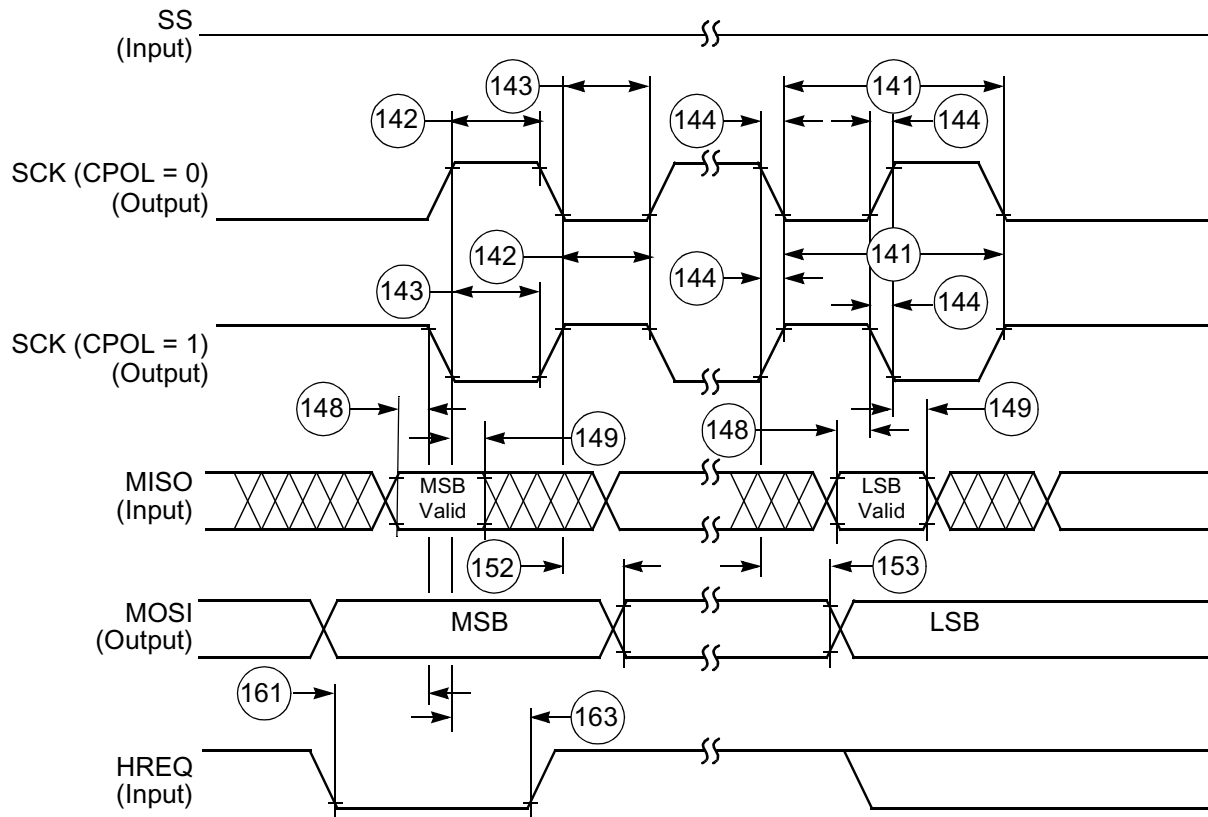 SS
(Input)
143
141
142
144
144
SCK (CPOL = 0)
(Output)
142
141
143
144
144
SCK (CPOL = 1)
(Output)
148
149
148
149
MISO
(Input)
MSB
Valid
LSB
Valid
152
153
MOSI
(Output)
MSB
LSB
161
163
HREQ
(Input)